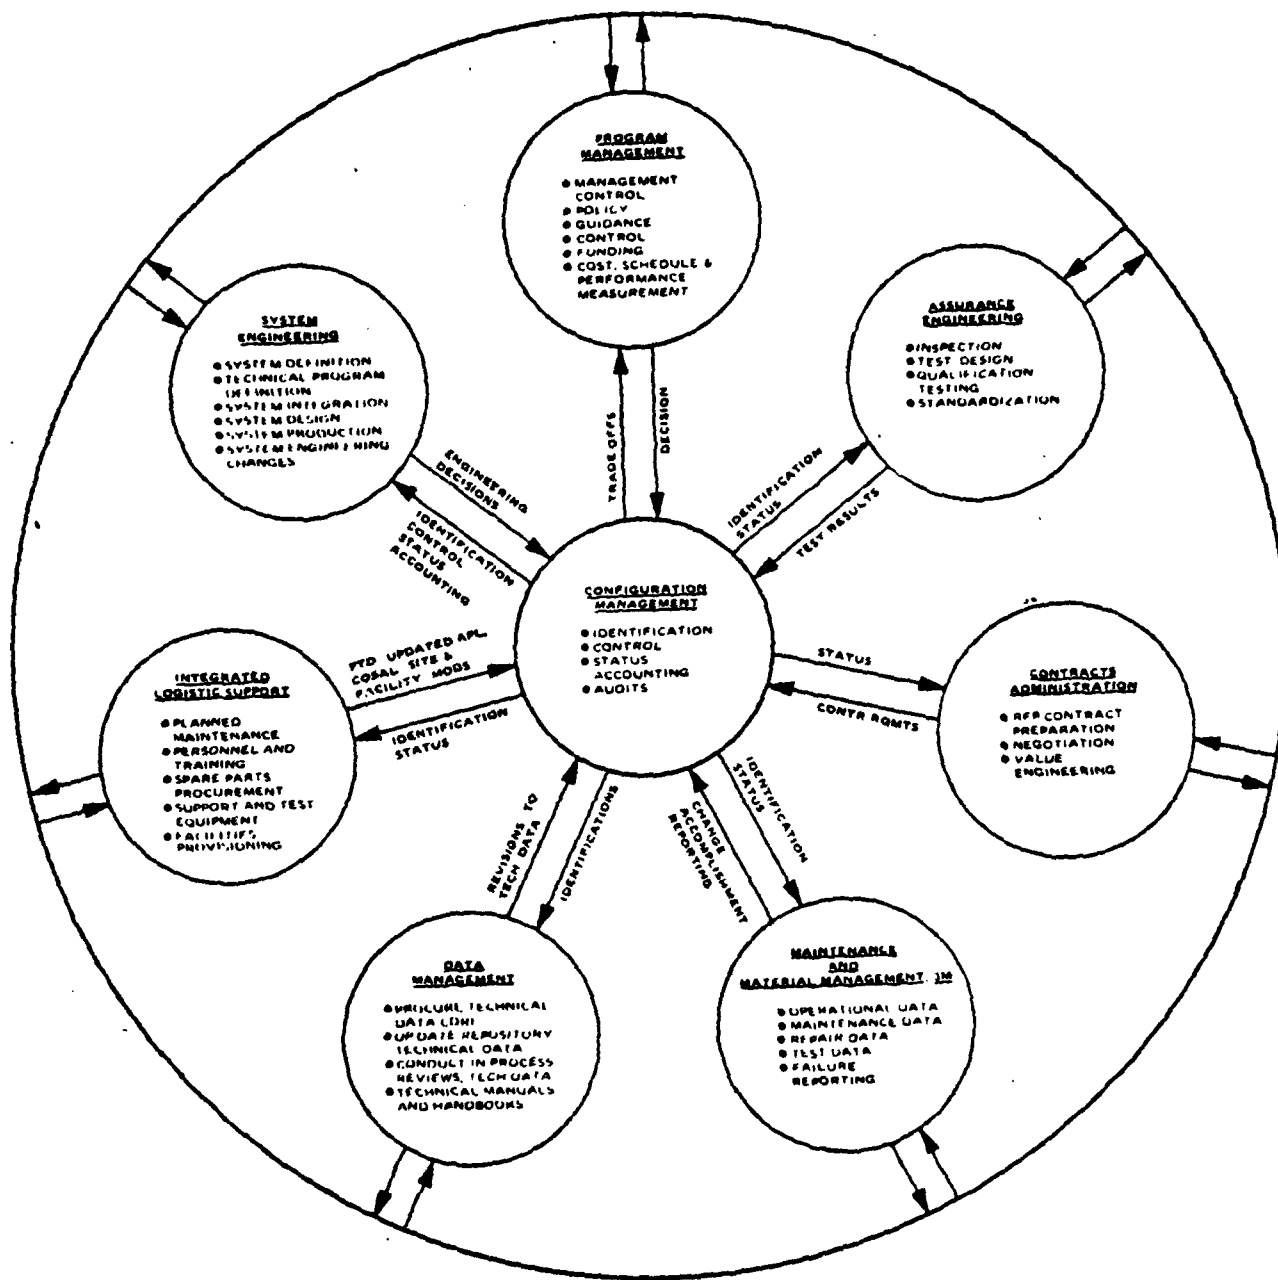 PROGRAM
MANAGEMENT
● MANAGEMENT
CONTROL
● POLICY
● GUIDANCE
● CONTROL
● FUNDING
● COST, SCHEDULE &
PERFORMANCE
MEASUREMENT
SYSTEM
ENGINEERING
● SYSTEM DEFINITION
● TECHNICAL PROGRAM
DEFINITION
● SYSTEM INTEGRATION
● SYSTEM DESIGN
● SYSTEM PRODUCTION
● SYSTEM ENGINEERING
CHANGES
ASSURANCE
ENGINEERING
● INSPECTION
● TEST DESIGN
● QUALIFICATION
TESTING
● STANDARDIZATION
TRADE OFFS
DECISION
ENGINEERING
DECISIONS
IDENTIFICATION
CONTROL
STATUS
ACCOUNTING
IDENTIFICATION
STATUS
TEST RESULTS
CONFIGURATION
MANAGEMENT
● IDENTIFICATION
● CONTROL
● STATUS
ACCOUNTING
● AUDITS
INTEGRATED
LOGISTIC SUPPORT
● PLANNED
MAINTENANCE
● PERSONNEL AND
TRAINING
● SPARE PARTS
PROCUREMENT
● SUPPORT AND TEST
EQUIPMENT
● FACILITIES
PROVISIONING
PTD UPDATED APL,
COSAL SITE &
FACILITY MODS
IDENTIFICATION
STATUS
STATUS
CONTR RQMTS
CONTRACTS
ADMINISTRATION
● RFP CONTRACT
PREPARATION
● NEGOTIATION
● VALUE
ENGINEERING
REVISIONS TO
TECH DATA
IDENTIFICATIONS
IDENTIFICATION
STATUS
CHANGE
ACCOMPLISHMENT
REPORTING
DATA
MANAGEMENT
● PROCURE TECHNICAL
DATA CDRL
● UPDATE REPOSITORY
TECHNICAL DATA
● CONDUCT IN PROCESS
REVIEWS, TECH DATA
● TECHNICAL MANUALS
AND HANDBOOKS
MAINTENANCE
AND
MATERIAL MANAGEMENT, 3M
● OPERATIONAL DATA
● MAINTENANCE DATA
● REPAIR DATA
● TEST DATA
● FAILURE
REPORTING